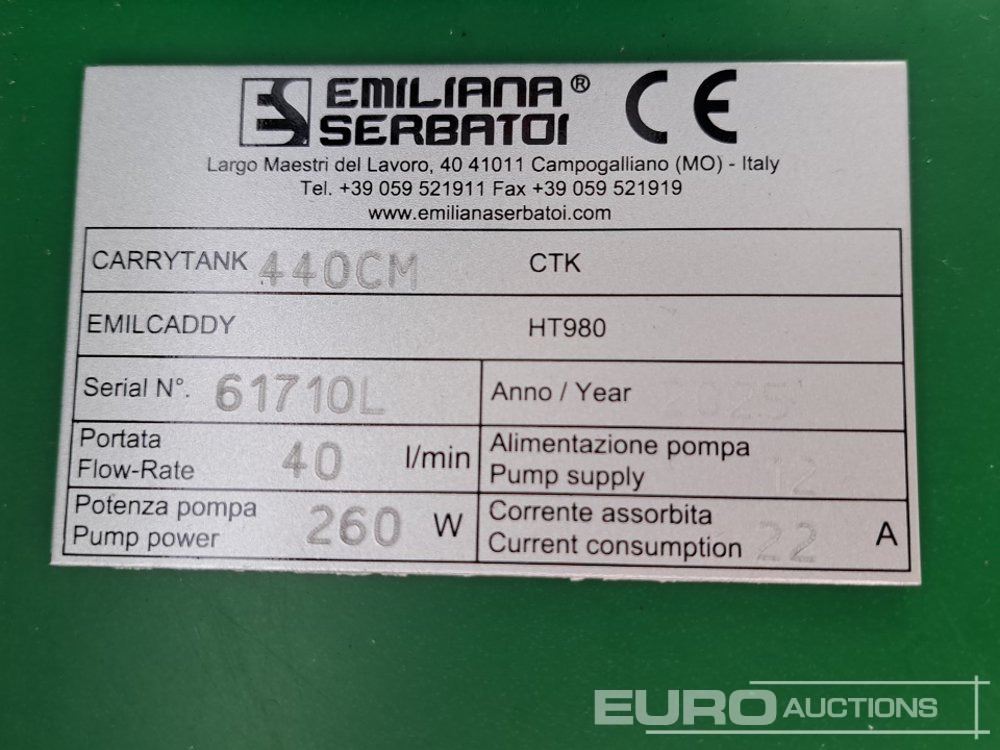 EMILIANA®
SERBATOI
CE
Largo Maestri del Lavoro, 40 41011 Campogalliano (MO) - Italy
Tel. +39 059 521911 Fax +39 059 521919
www.emilianaserbatoi.com
CARRYTANK 440CM CTK
EMILCADDY HT980
Serial N°. 61710L Anno / Year 2025
Portata
Flow-Rate 40 l/min
Alimentazione pompa
Pump supply 12
Potenza pompa
Pump power 260 W
Corrente assorbita
Current consumption 22 A
EURO AUCTIONS